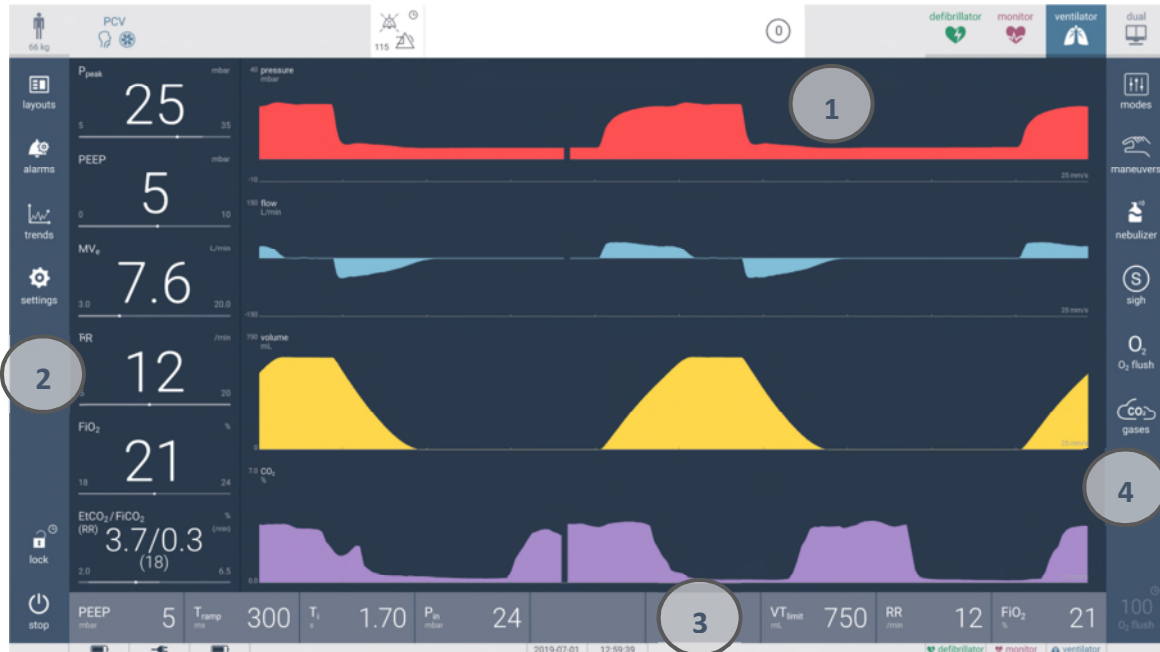 PCV
66 kg
115
0
defibrillator
monitor
ventilator
dual
layouts
alarms
trends
settings
lock
stop
Ppeak mbar
25
5 35
PEEP mbar
5
0 10
MVe L/min
7.6
3.0 20.0
RR /min
12
20
FiO2 %
21
18 24
EtCO2/FiCO2 %
(RR) (/min)
3.7/0.3
(18)
2.0 6.5
40 pressure
mbar
-10 25 mm/s
150 flow
L/min
-150 25 mm/s
750 volume
mL
0 25 mm/s
7.0 CO2
%
0.0
1
2
3
4
modes
maneuvers
nebulizer
S
sigh
O2
O2 flush
CO2
gases
100
O2 flush
PEEP 5
mbar
Tramp 300
ms
Ti 1.70
s
Pin 24
mbar
VTlimit 750
mL
RR 12
/min
FiO2 21
%
2019-07-01 12:59:39
defibrillator monitor ventilator